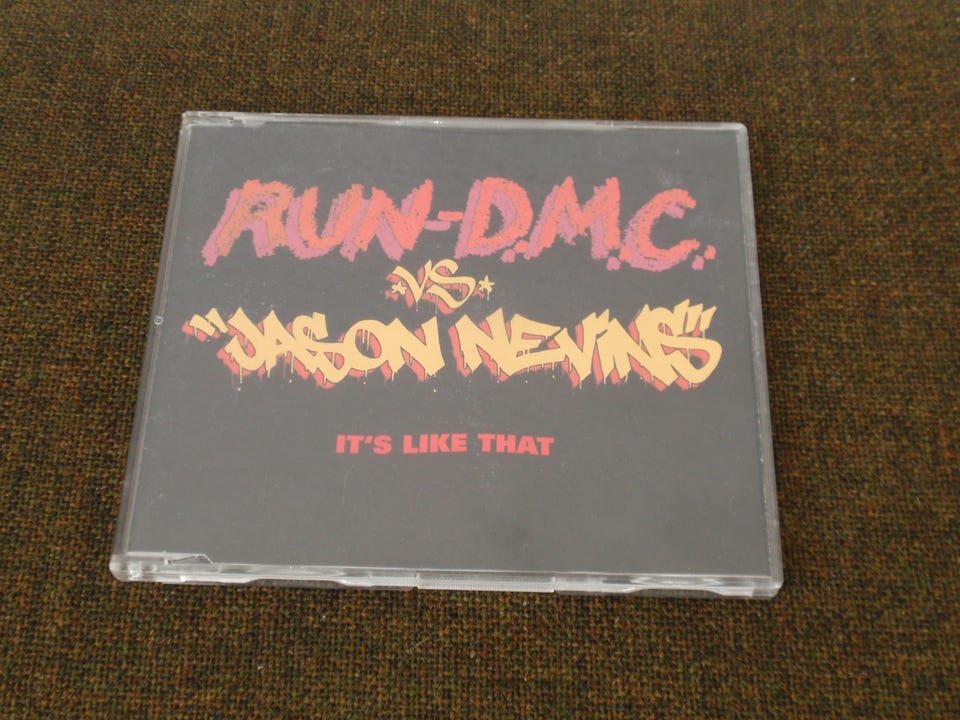 RUN-D.M.C.
*VS*
"JASON NEVINS"
IT'S LIKE THAT